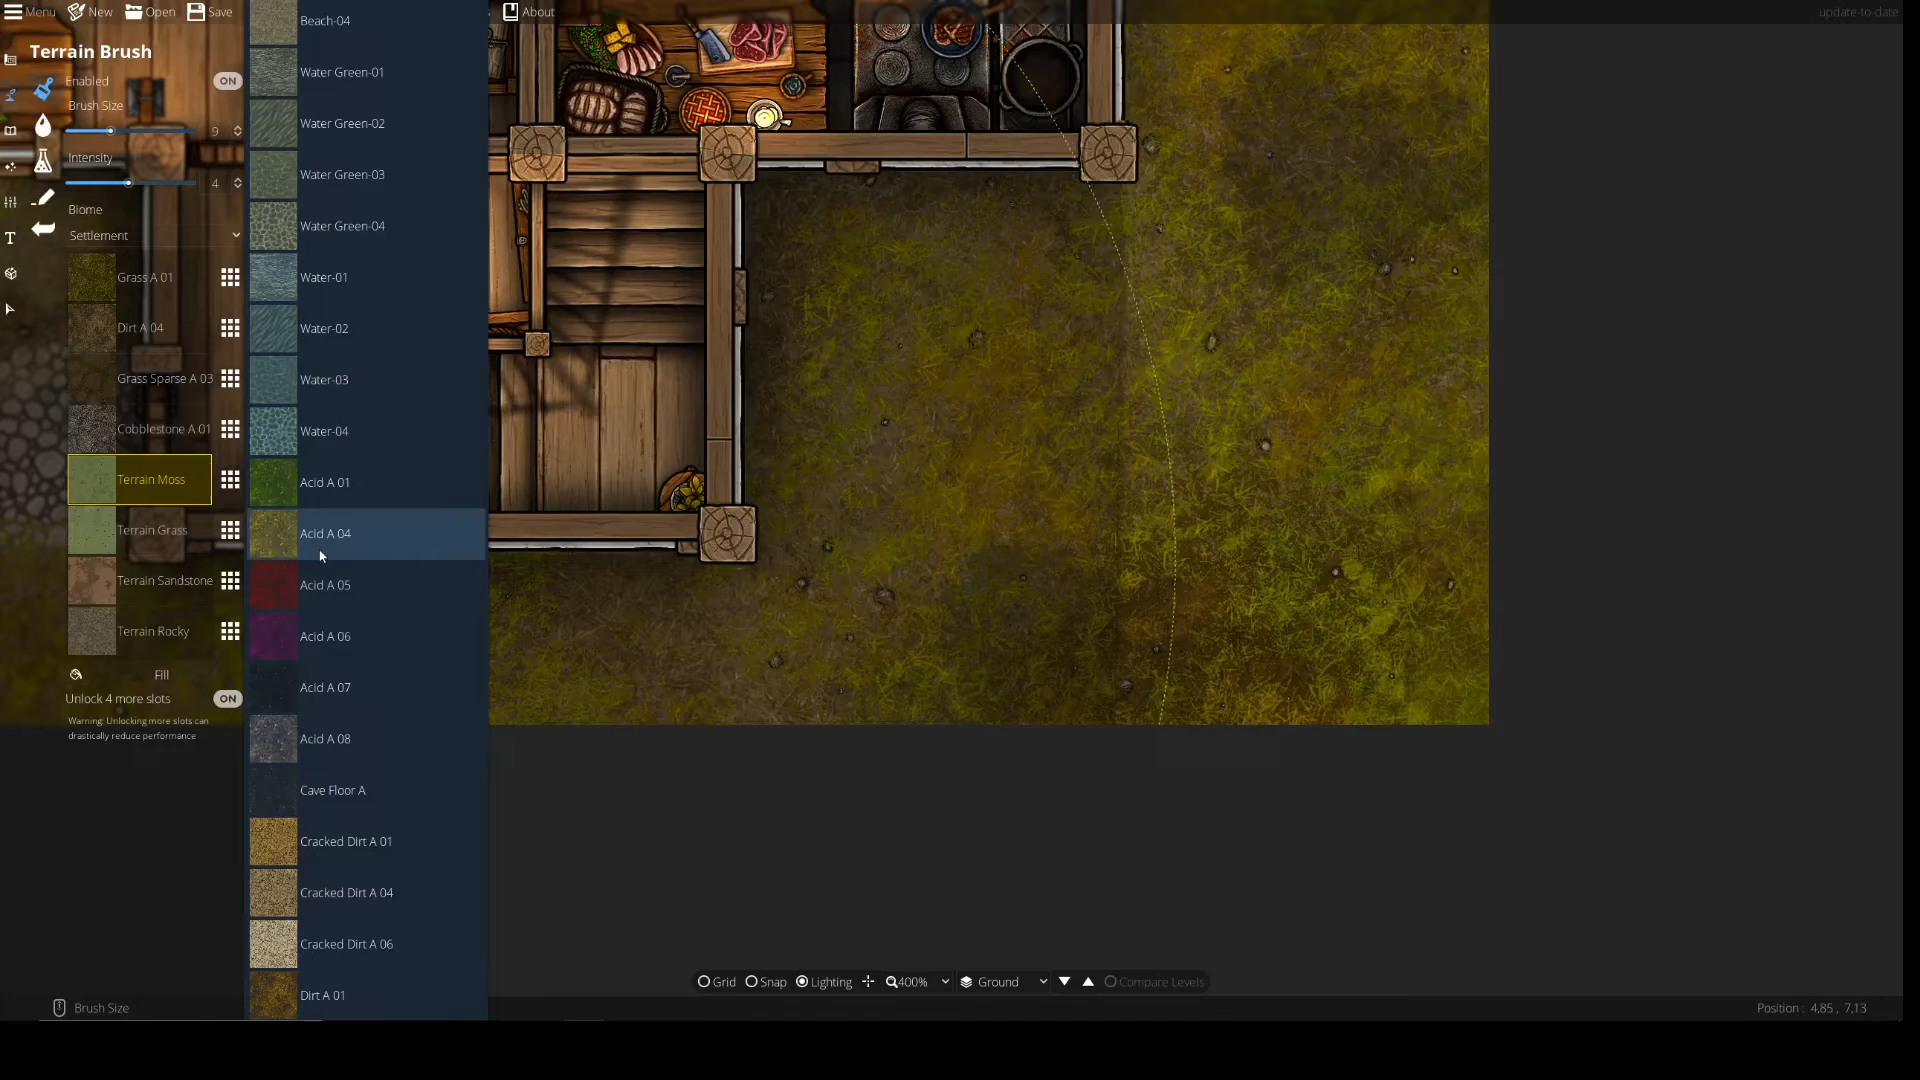 Menu New Open Save About update-to-date
Terrain Brush
Enabled ON
Brush Size
9
Intensity
4
Biome
Settlement
Grass A 01
Dirt A 04
Grass Sparse A 03
Cobblestone A 01
Terrain Moss
Terrain Grass
Terrain Sandstone
Terrain Rocky
Fill
Unlock 4 more slots ON
Warning: Unlocking more slots can
drastically reduce performance
Beach-04
Water Green-01
Water Green-02
Water Green-03
Water Green-04
Water-01
Water-02
Water-03
Water-04
Acid A 01
Acid A 04
Acid A 05
Acid A 06
Acid A 07
Acid A 08
Cave Floor A
Cracked Dirt A 01
Cracked Dirt A 04
Cracked Dirt A 06
Dirt A 01
Grid Snap Lighting 400% Ground Compare Levels
Brush Size
Position : 4,85 , 7,13